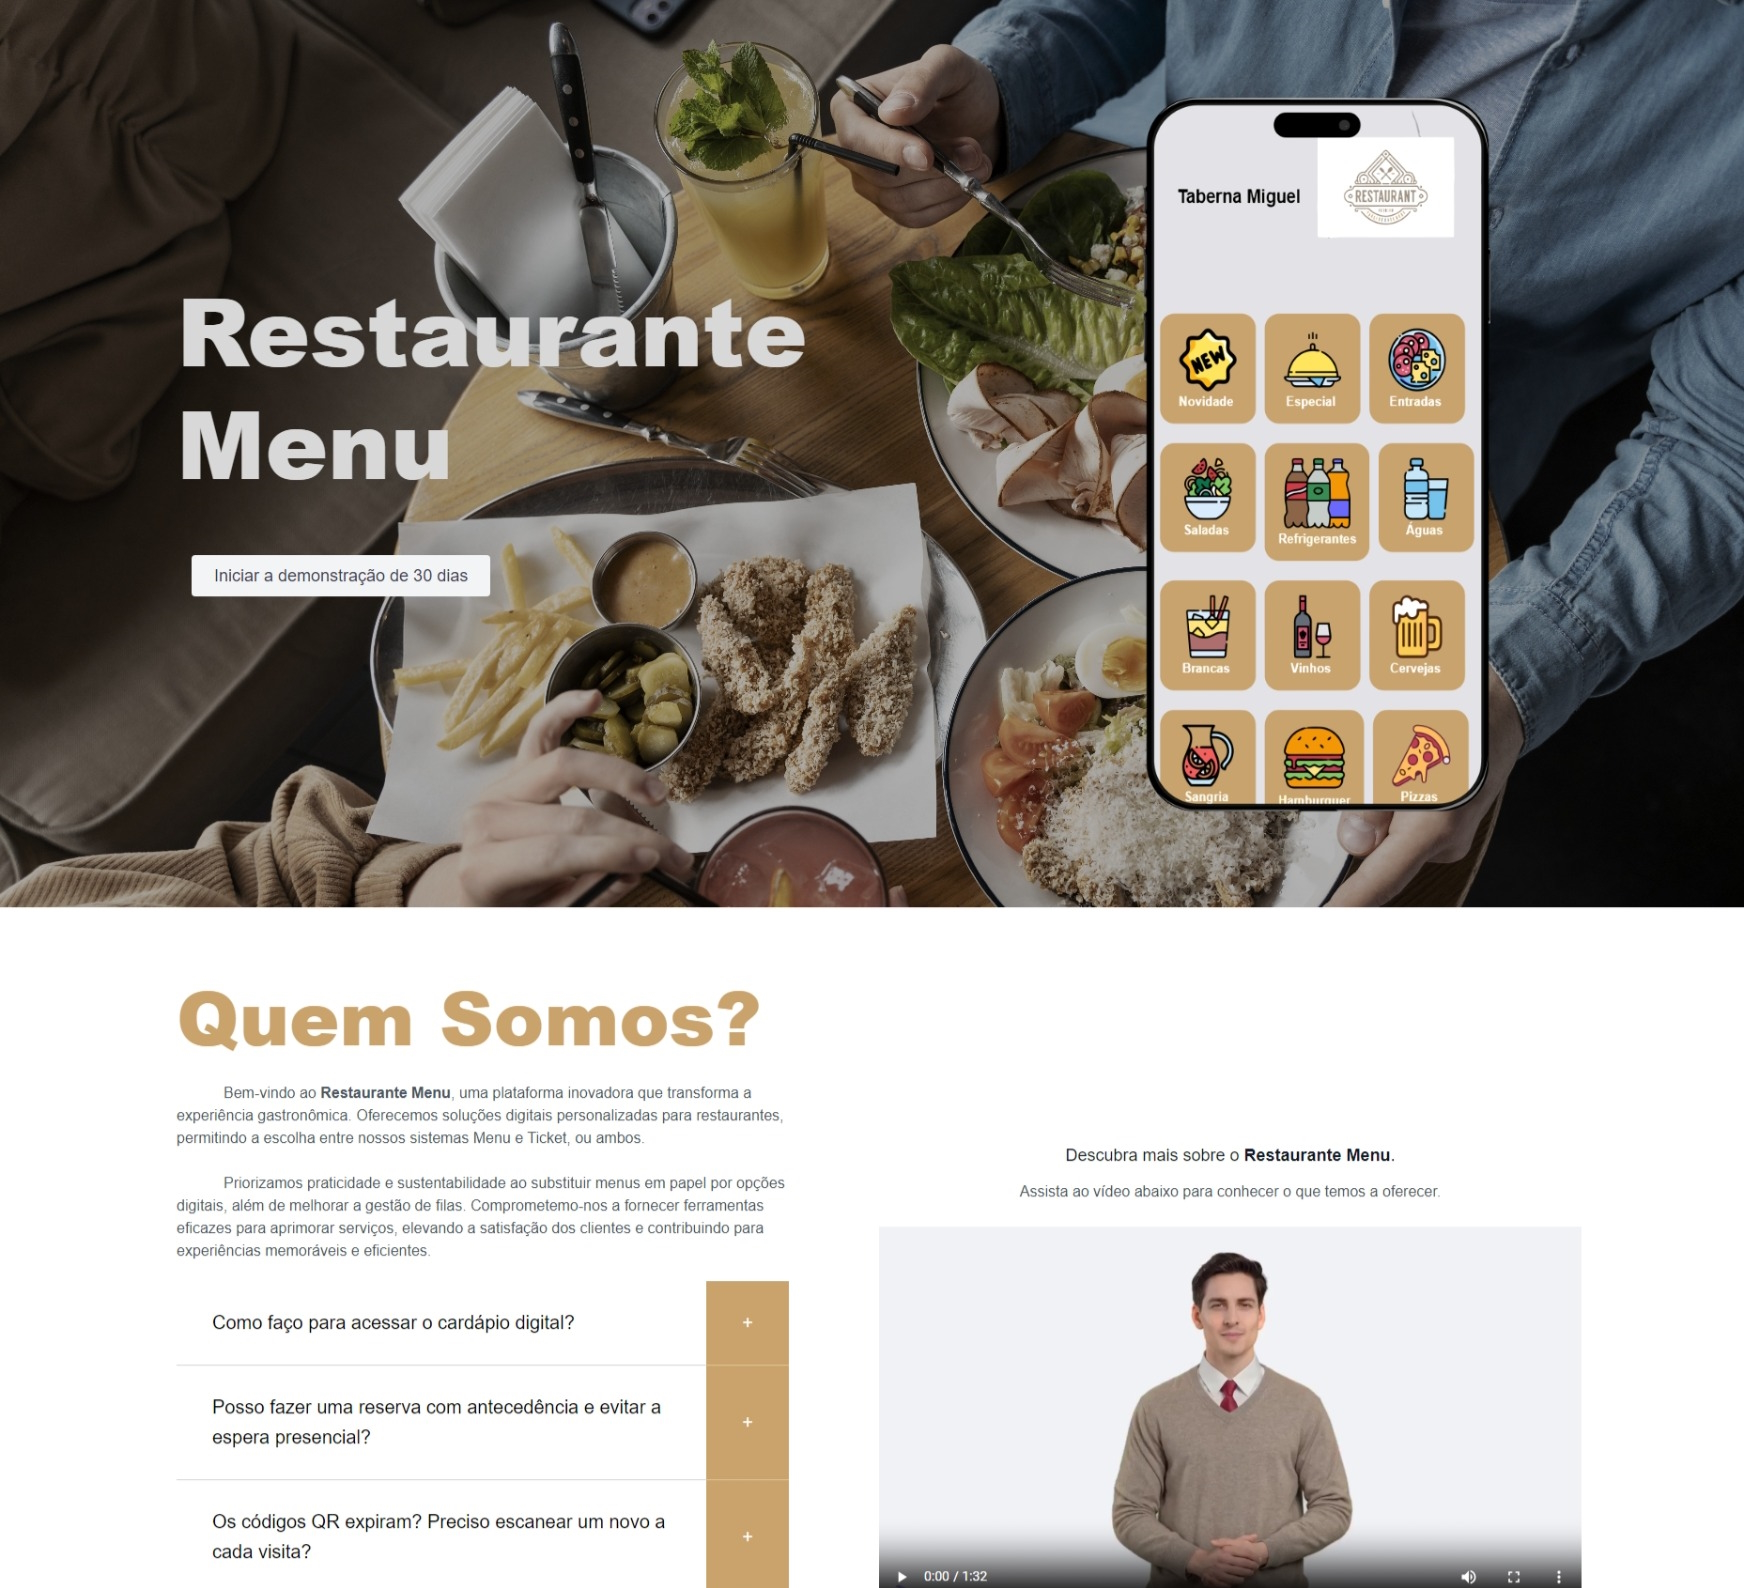 Taberna Miguel
RESTAURANT
Restaurante
Menu
Iniciar a demonstração de 30 dias
NEW
Novidade
Especial
Entradas
Saladas
Refrigerantes
Águas
Brancas
Vinhos
Cervejas
Sangria
Hamburguer
Pizzas
Quem Somos?
Bem-vindo ao Restaurante Menu, uma plataforma inovadora que transforma a
experiência gastronômica. Oferecemos soluções digitais personalizadas para restaurantes,
permitindo a escolha entre nossos sistemas Menu e Ticket, ou ambos.
Priorizamos praticidade e sustentabilidade ao substituir menus em papel por opções
digitais, além de melhorar a gestão de filas. Comprometemo-nos a fornecer ferramentas
eficazes para aprimorar serviços, elevando a satisfação dos clientes e contribuindo para
experiências memoráveis e eficientes.
Como faço para acessar o cardápio digital?
+
Posso fazer uma reserva com antecedência e evitar a
espera presencial?
+
Os códigos QR expiram? Preciso escanear um novo a
cada visita?
+
Descubra mais sobre o Restaurante Menu.
Assista ao vídeo abaixo para conhecer o que temos a oferecer.
0:00 / 1:32